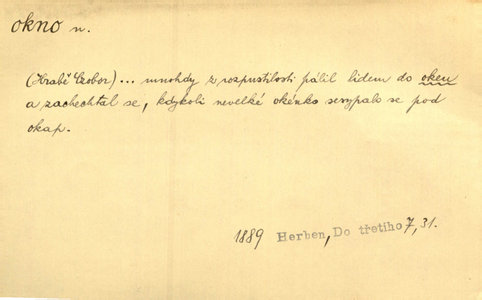 okno n.
(Hrabě Czobor) ... mnohdy z rozpustilosti pálil lidem do oken
a zachechtal se, kdykoli nevelké okénko sesypalo se pod
okap.
1889 Herben, Do třetího 7, 31.